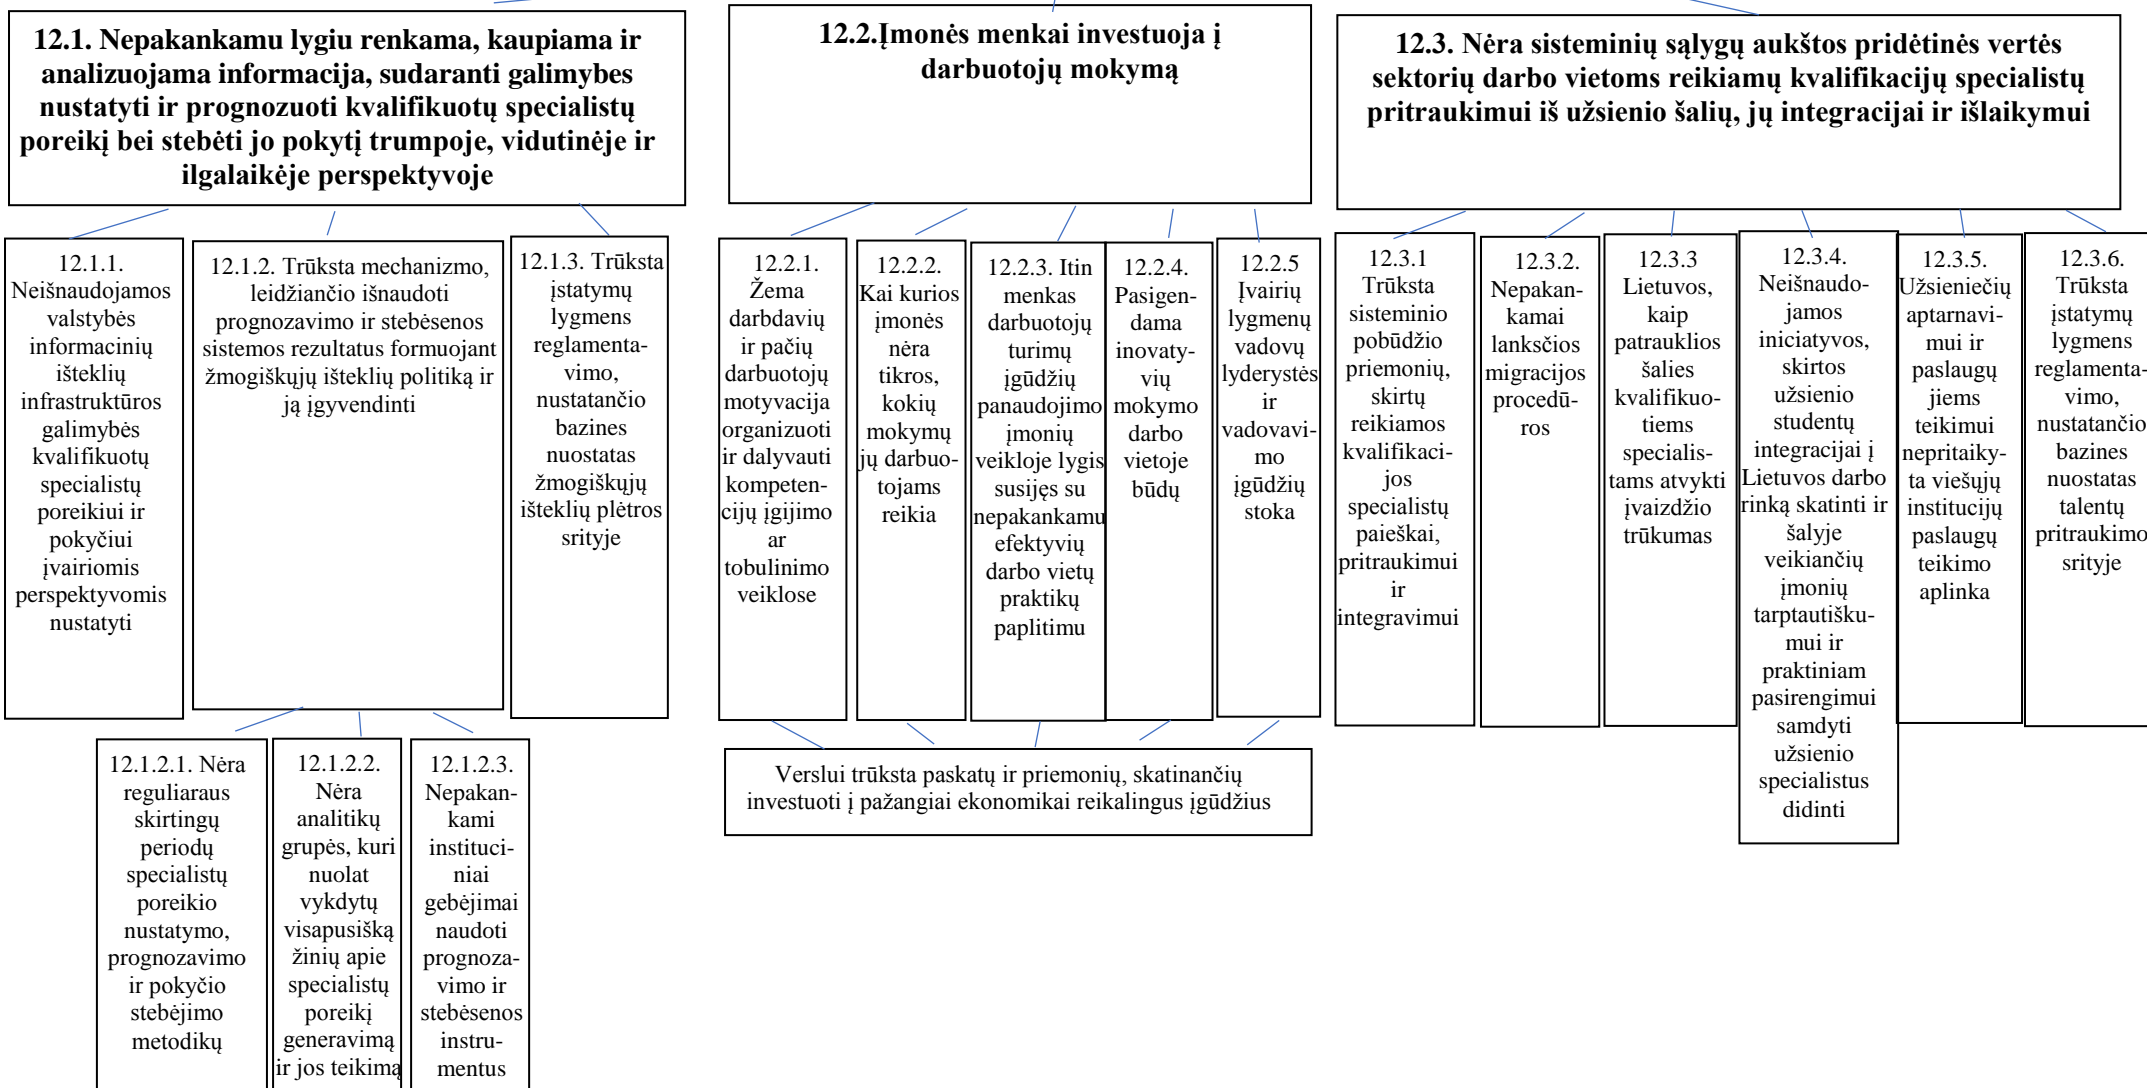 12.1. Nepakankamu lygiu renkama, kaupiama ir
analizuojama informacija, sudaranti galimybes
nustatyti ir prognozuoti kvalifikuotų specialistų
poreikį bei stebėti jo pokytį trumpoje, vidutinėje ir
ilgalaikėje perspektyvoje
12.2.Įmonės menkai investuoja į
darbuotojų mokymą
12.3. Nėra sisteminių sąlygų aukštos pridėtinės vertės
sektorių darbo vietoms reikiamų kvalifikacijų specialistų
pritraukimui iš užsienio šalių, jų integracijai ir išlaikymui
12.1.1.
Neišnaudojamos
valstybės
informacinių
išteklių
infrastruktūros
galimybės
kvalifikuotų
specialistų
poreikiui ir
pokyčiui
įvairiomis
perspektyvomis
nustatyti
12.1.2. Trūksta mechanizmo,
leidžiančio išnaudoti
prognozavimo ir stebėsenos
sistemos rezultatus formuojant
žmogiškųjų išteklių politiką ir
ją įgyvendinti
12.1.3. Trūksta
įstatymų
lygmens
reglamenta-
vimo,
nustatančio
bazines
nuostatas
žmogiškųjų
išteklių plėtros
srityje
12.2.1.
Žema
darbdavių
ir pačių
darbuotojų
motyvacija
organizuoti
ir dalyvauti
kompeten-
cijų įgijimo
ar
tobulinimo
veiklose
12.2.2.
Kai kurios
įmonės
nėra
tikros,
kokių
mokymų
jų darbuo-
tojams
reikia
12.2.3. Itin
menkas
darbuotojų
turimų
įgūdžių
panaudojimo
įmonių
veikloje lygis
susijęs su
nepakankamu
efektyvių
darbo vietų
praktikų
paplitimu
12.2.4.
Pasigen-
dama
inovaty-
vių
mokymo
darbo
vietoje
būdų
12.2.5
Įvairių
lygmenų
vadovų
lyderystės
ir
vadovavi-
mo
įgūdžių
stoka
12.3.1
Trūksta
sisteminio
pobūdžio
priemonių,
skirtų
reikiamos
kvalifikaci-
jos
specialistų
paieškai,
pritraukimui
ir
integravimui
12.3.2.
Nepakan-
kamai
lanksčios
migracijos
procedū-
ros
12.3.3
Lietuvos,
kaip
patrauklios
šalies
kvalifikuo-
tiems
specialis-
tams atvykti
įvaizdžio
trūkumas
12.3.4.
Neišnaudo-
jamos
iniciatyvos,
skirtos
užsienio
studentų
integracijai į
Lietuvos darbo
rinką skatinti ir
šalyje
veikiančių
įmonių
tarptautišku-
mui ir
praktiniam
pasirengimui
samdyti
užsienio
specialistus
didinti
12.3.5.
Užsieniečių
aptarnavi-
mui ir
paslaugų
jiems
teikimui
nepritaiky-
ta viešųjų
institucijų
paslaugų
teikimo
aplinka
12.3.6.
Trūksta
įstatymų
lygmens
reglamenta-
vimo,
nustatančio
bazines
nuostatas
talentų
pritraukimo
srityje
12.1.2.1. Nėra
reguliaraus
skirtingų
periodų
specialistų
poreikio
nustatymo,
prognozavimo
ir pokyčio
stebėjimo
metodikų
12.1.2.2.
Nėra
analitikų
grupės, kuri
nuolat
vykdytų
visapusišką
žinių apie
specialistų
poreikį
generavimą
ir jos teikimą
12.1.2.3.
Nepakan-
kami
instituci-
niai
gebėjimai
naudoti
prognoza-
vimo ir
stebėsenos
instru-
mentus
Verslui trūksta paskatų ir priemonių, skatinančių
investuoti į pažangiai ekonomikai reikalingus įgūdžius